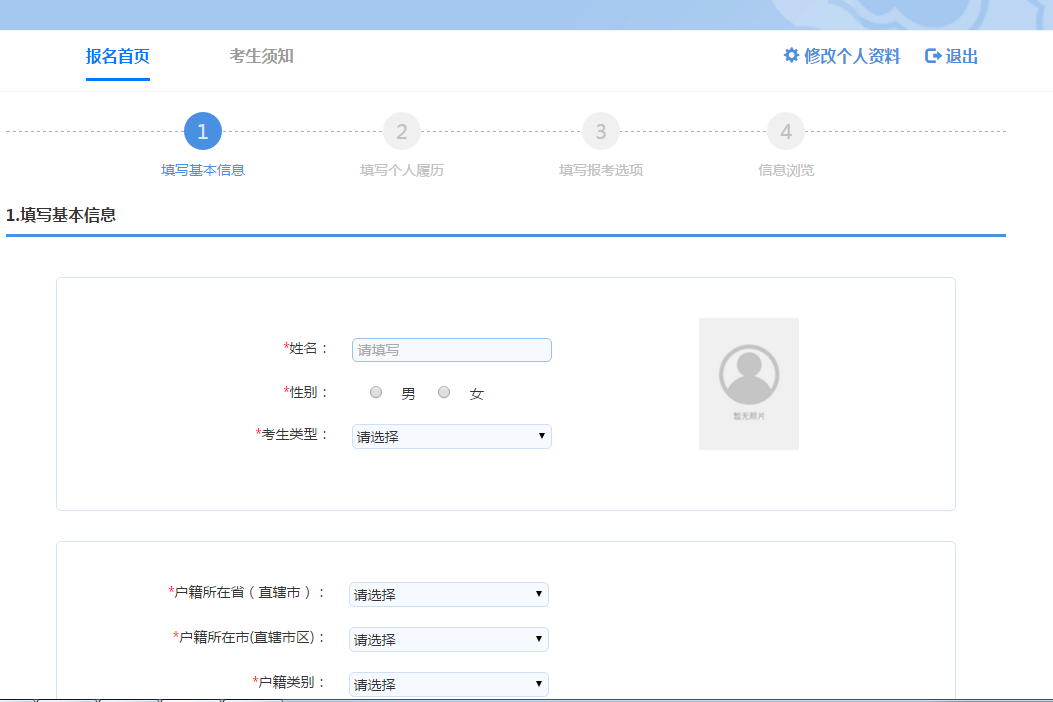 报名首页 考生须知 修改个人资料 退出
1 2 3 4
填写基本信息 填写个人履历 填写报考选项 信息浏览
1.填写基本信息
*姓名： 请填写
*性别： 男 女
暂无照片
*考生类型： 请选择
*户籍所在省（直辖市）： 请选择
*户籍所在市(直辖市区)： 请选择
*户籍类别： 请选择